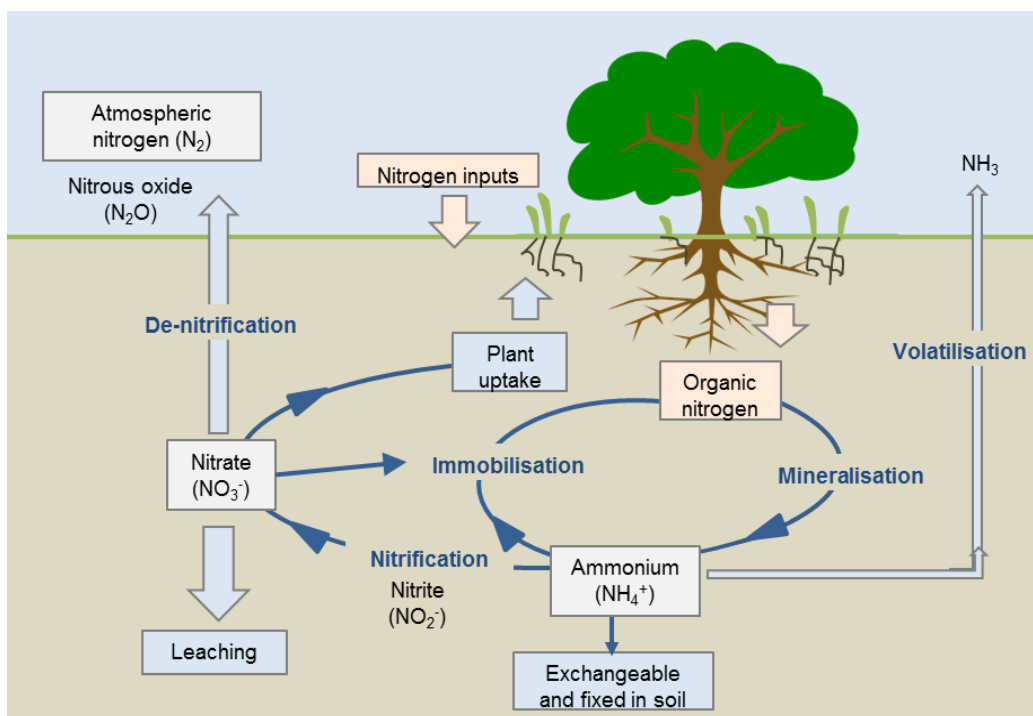 Atmospheric
nitrogen (N₂)
Nitrous oxide
(N₂O)
Nitrogen inputs
NH₃
De-nitrification
Volatilisation
Plant
uptake
Organic
nitrogen
Nitrate
(NO₃⁻)
Immobilisation
Mineralisation
Nitrification
Nitrite
(NO₂⁻)
Ammonium
(NH₄⁺)
Leaching
Exchangeable
and fixed in soil